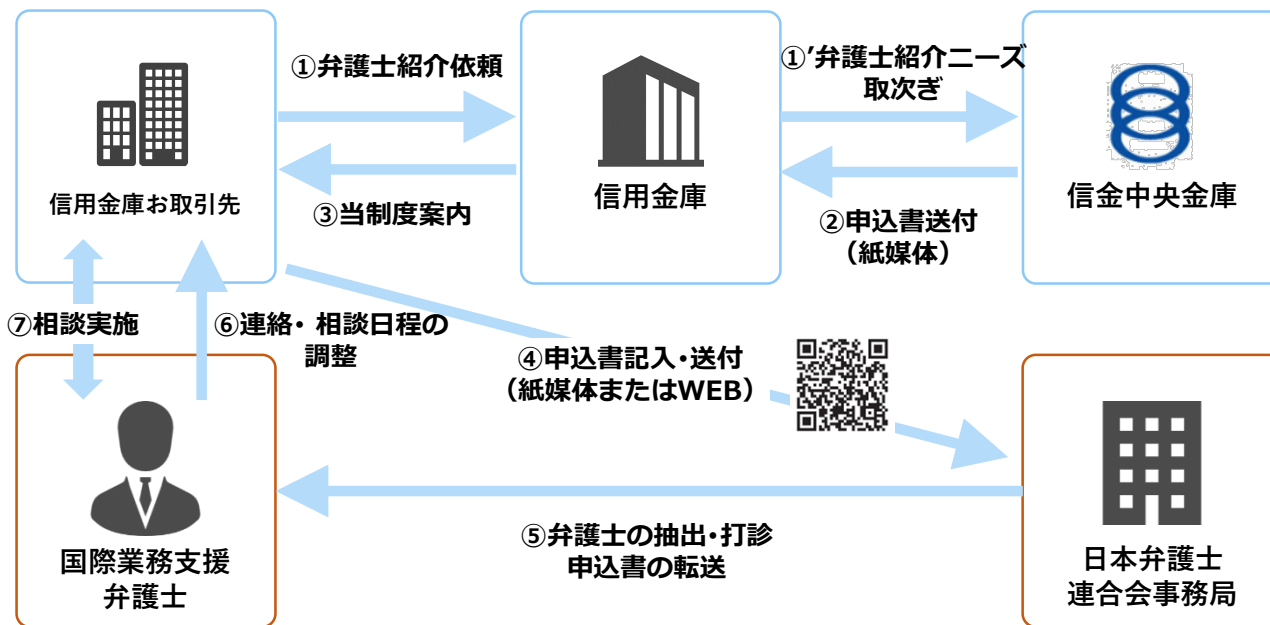 ①弁護士紹介依頼
①’弁護士紹介ニーズ
取次ぎ
信用金庫お取引先
信用金庫
信金中央金庫
③当制度案内
②申込書送付
（紙媒体）
⑦相談実施
⑥連絡・相談日程の
調整
④申込書記入・送付
（紙媒体またはWEB）
国際業務支援
弁護士
⑤弁護士の抽出・打診
申込書の転送
日本弁護士
連合会事務局